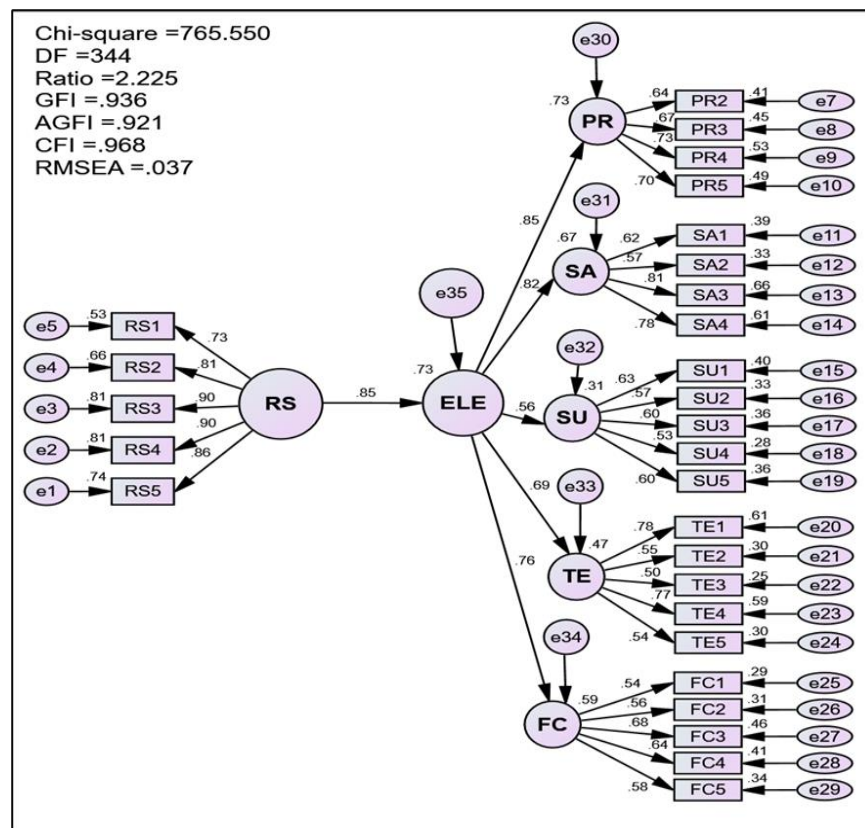 Chi-square =765.550
DF =344
Ratio =2.225
GFI =.936
AGFI =.921
CFI =.968
RMSEA =.037
e30
.73
PR
.64 PR2 .41 e7
.67 PR3 .45 e8
.73 PR4 .53 e9
.70 PR5 .49 e10
.85
e31
.67
SA
.62 SA1 .39 e11
.57 SA2 .33 e12
.81 SA3 .66 e13
.78 SA4 .61 e14
.82
e35
.73
ELE
e5 .53 RS1 .73
e4 .66 RS2 .81
e3 .81 RS3 .90
e2 .81 RS4 .90
e1 .74 RS5 .86
RS
.85
e32
.31
SU
.56
.63 SU1 .40 e15
.57 SU2 .33 e16
.60 SU3 .36 e17
.53 SU4 .28 e18
.60 SU5 .36 e19
.69
e33
.47
TE
.78 TE1 .61 e20
.55 TE2 .30 e21
.50 TE3 .25 e22
.77 TE4 .59 e23
.54 TE5 .30 e24
.76
e34
.59
FC
.54 FC1 .29 e25
.56 FC2 .31 e26
.68 FC3 .46 e27
.64 FC4 .41 e28
.58 FC5 .34 e29